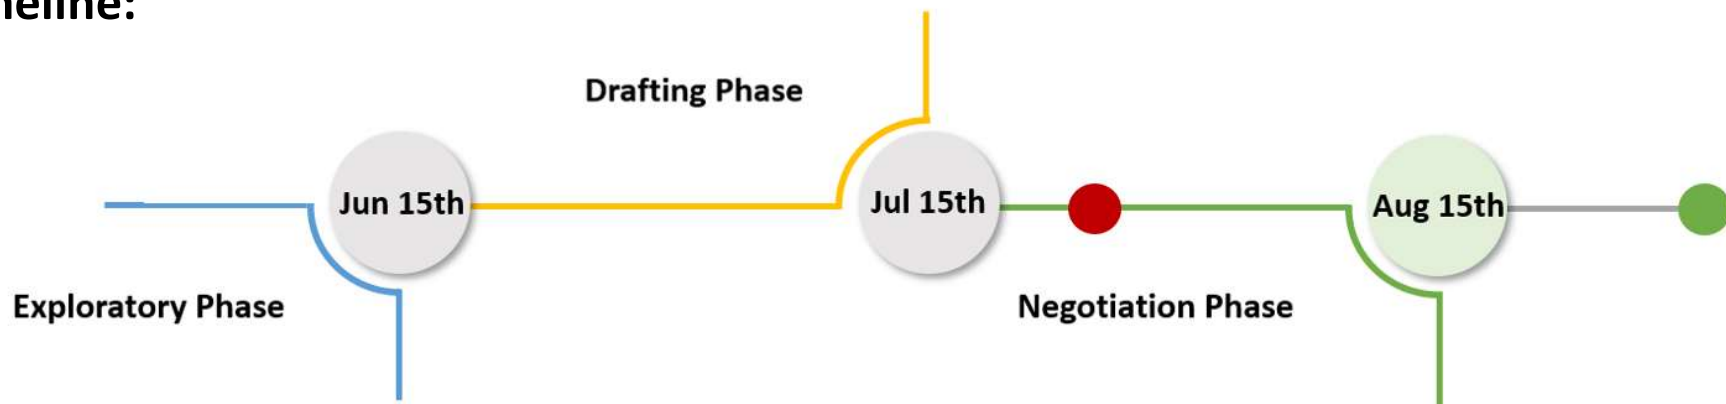 Drafting Phase
Jun 15th
Jul 15th
Aug 15th
Exploratory Phase
Negotiation Phase